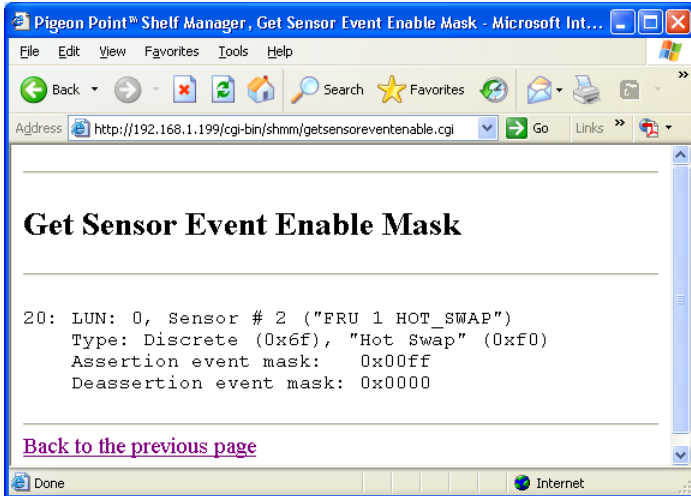 Pigeon Point™ Shelf Manager, Get Sensor Event Enable Mask - Microsoft Int...
File Edit View Favorites Tools Help
Back Search Favorites »
Address http://192.168.1.199/cgi-bin/shmm/getsensoreventenable.cgi Go Links »
Get Sensor Event Enable Mask
20: LUN: 0, Sensor # 2 ("FRU 1 HOT_SWAP")
Type: Discrete (0x6f), "Hot Swap" (0xf0)
Assertion event mask: 0x00ff
Deassertion event mask: 0x0000
Back to the previous page
Done Internet